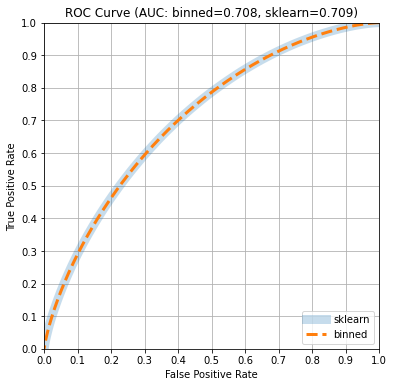 ROC Curve (AUC: binned=0.708, sklearn=0.709)
1.0
0.9
0.8
0.7
0.6
0.5
0.4
0.3
0.2
0.1
0.0
True Positive Rate
sklearn
binned
0.0 0.1 0.2 0.3 0.4 0.5 0.6 0.7 0.8 0.9 1.0
False Positive Rate